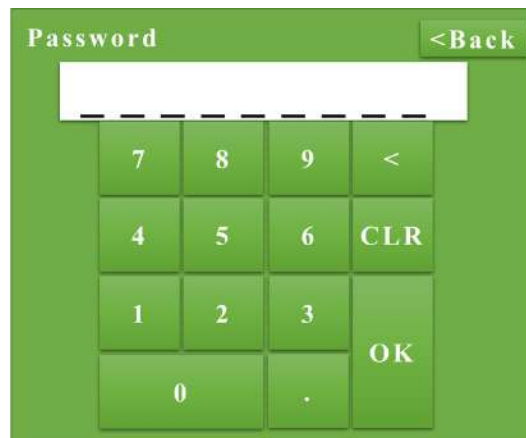 Password <Back
_ _ _ _ _ _ _ _ _
7 8 9 <
4 5 6 CLR
1 2 3
OK
0 .